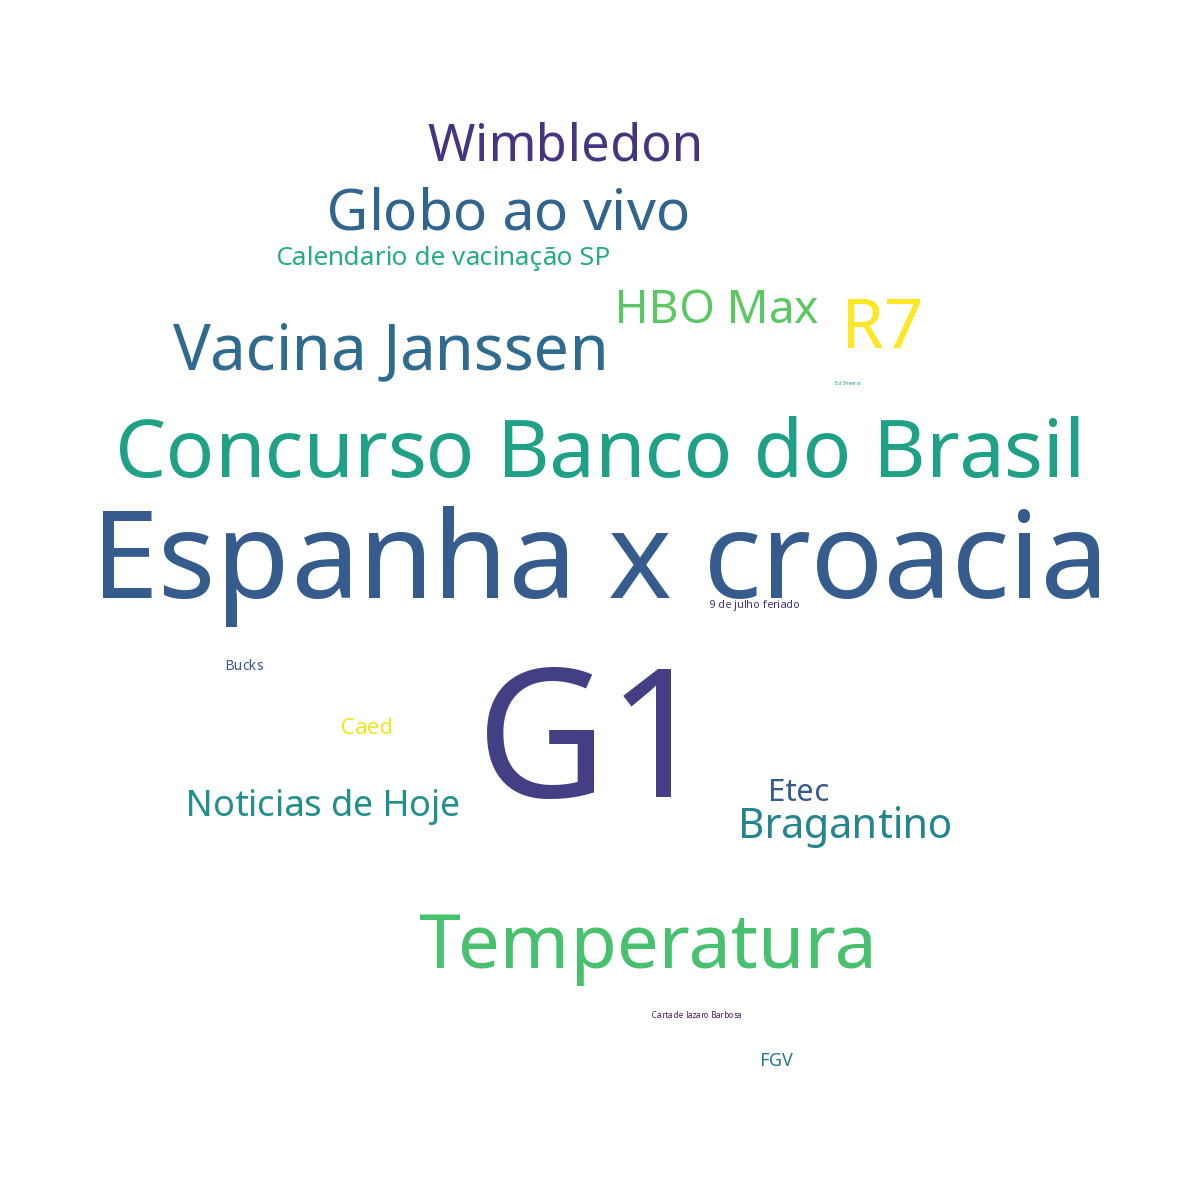 Wimbledon
Globo ao vivo
Calendario de vacinação SP
HBO Max
R7
Vacina Janssen
Ed Sheeran
Concurso Banco do Brasil
Espanha x croacia
9 de julho feriado
Bucks
G1
Caed
Noticias de Hoje
Etec
Bragantino
Temperatura
Carta de lazaro Barbosa
FGV